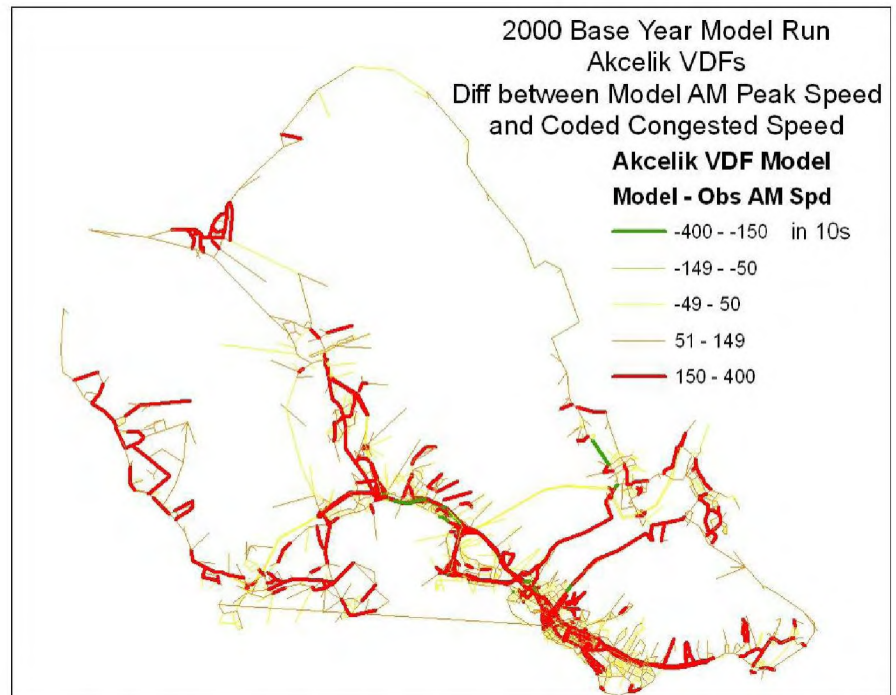 2000 Base Year Model Run
Akcelik VDFs
Diff between Model AM Peak Speed
and Coded Congested Speed
Akcelik VDF Model
Model - Obs AM Spd
-400 - -150 in 10s
-149 - -50
-49 - 50
51 - 149
150 - 400